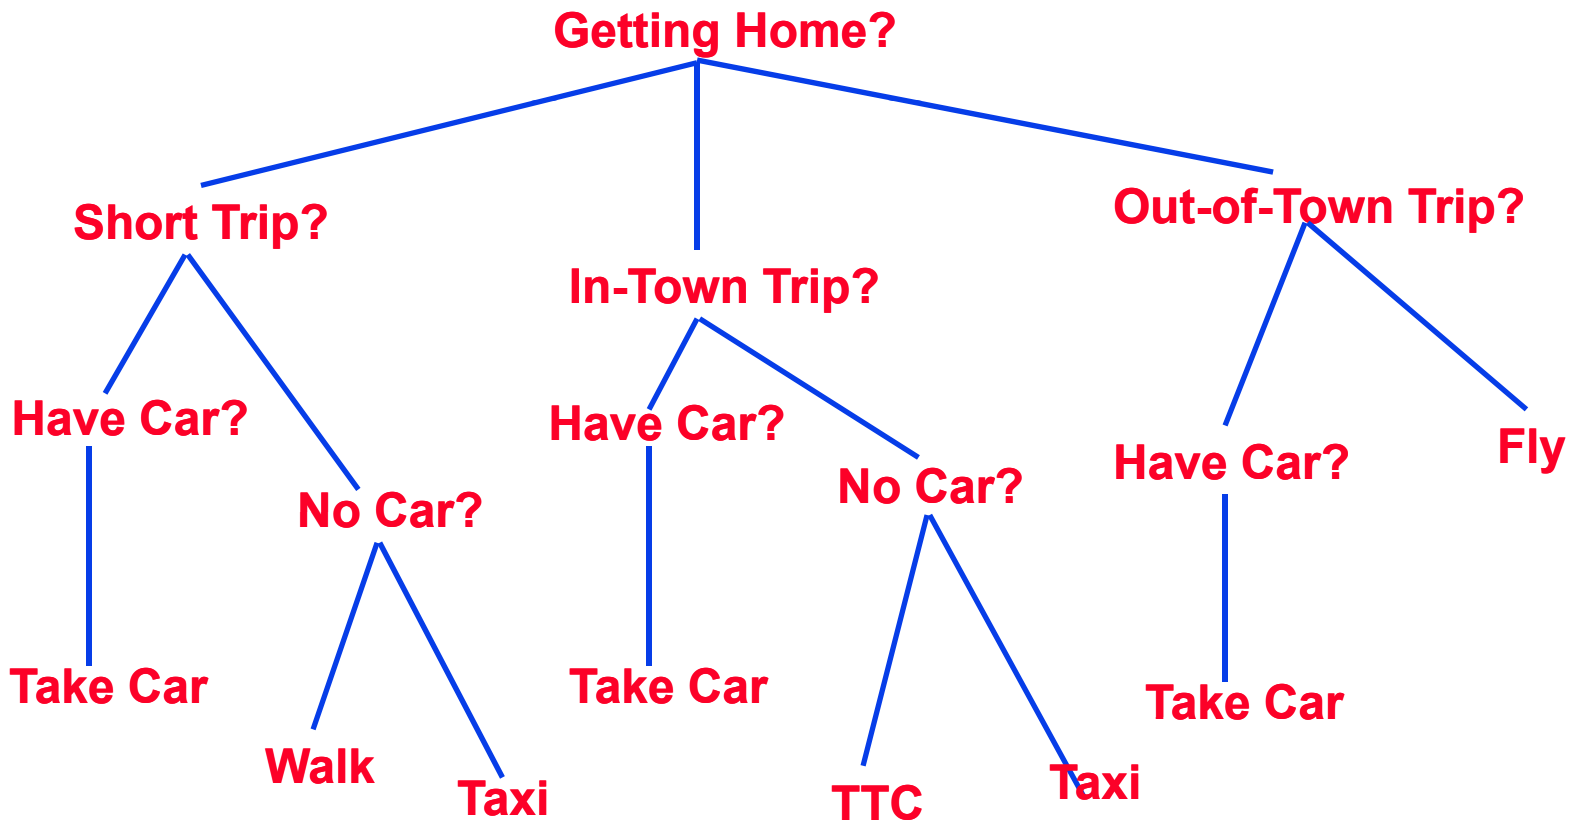 Getting Home?
Short Trip?
Out-of-Town Trip?
In-Town Trip?
Have Car?
Have Car?
Have Car?
Fly
No Car?
No Car?
Take Car
Take Car
Take Car
Walk
Taxi
TTC
Taxi